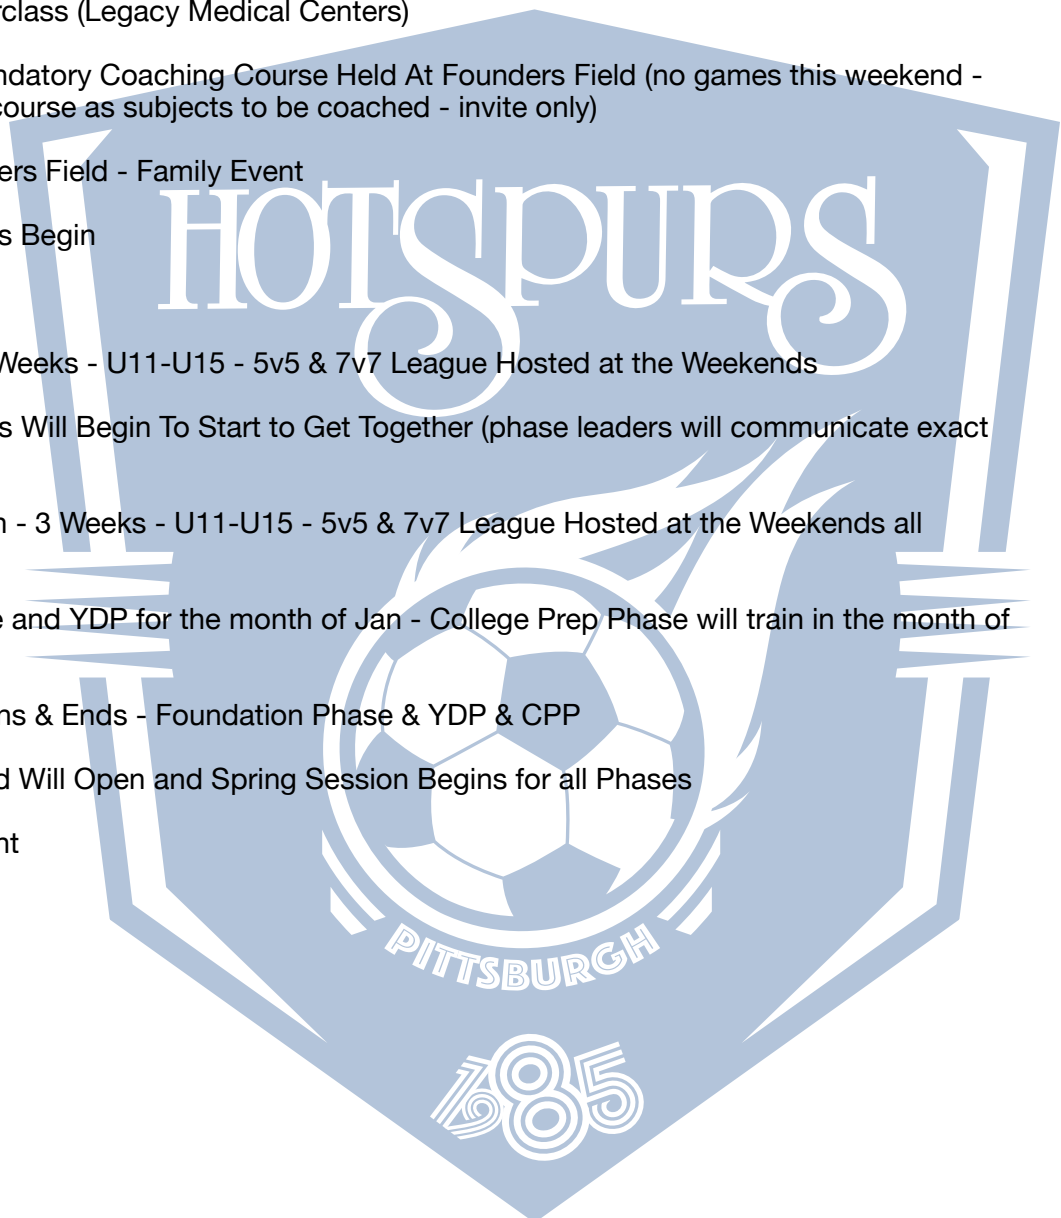 rclass (Legacy Medical Centers)
ndatory Coaching Course Held At Founders Field (no games this weekend -
course as subjects to be coached - invite only)
ers Field - Family Event
HOTSPURS
s Begin
Weeks - U11-U15 - 5v5 & 7v7 League Hosted at the Weekends
s Will Begin To Start to Get Together (phase leaders will communicate exact
n - 3 Weeks - U11-U15 - 5v5 & 7v7 League Hosted at the Weekends all
e and YDP for the month of Jan - College Prep Phase will train in the month of
ns & Ends - Foundation Phase & YDP & CPP
d Will Open and Spring Session Begins for all Phases
nt
PITTSBURGH
1985